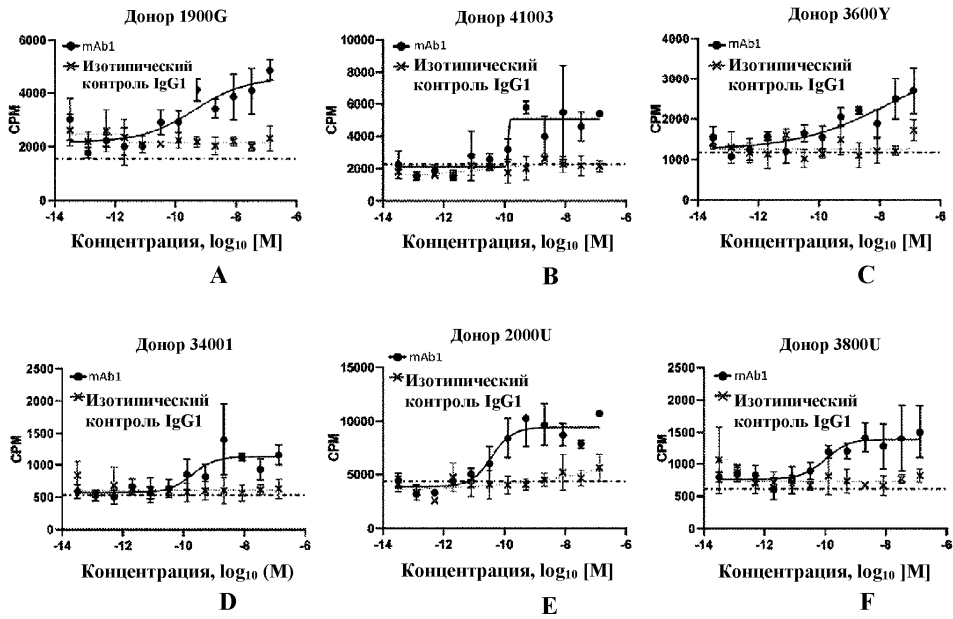 Донор 1900G
6000
4000
2000
0
CPM
mAb1
Изотипический
контроль IgG1
-14 -12 -10 -8 -6
Концентрация, log10 [M]
A
Донор 41003
10000
8000
6000
4000
2000
0
CPM
mAb1
Изотипический
контроль IgG1
-14 -12 -10 -8 -6
Концентрация, log10 [M]
B
Донор 3600Y
4000
3000
2000
1000
0
CPM
mAb1
Изотипический
контроль IgG1
-14 -12 -10 -8 -6
Концентрация, log10 [M]
C
Донор 34001
2500
2000
1500
1000
500
0
CPM
mAb1
Изотипический
контроль IgG1
-14 -12 -10 -8 -6
Концентрация, log10 (M)
D
Донор 2000U
15000
10000
5000
0
CPM
mAb1
Изотипический
контроль IgG1
-14 -12 -10 -8 -6
Концентрация, log10 [M]
E
Донор 3800U
2500
2000
1500
1000
500
0
CPM
mAb1
Изотипический
контроль IgG1
-14 -12 -10 -8 -6
Концентрация, log10 [M]
F